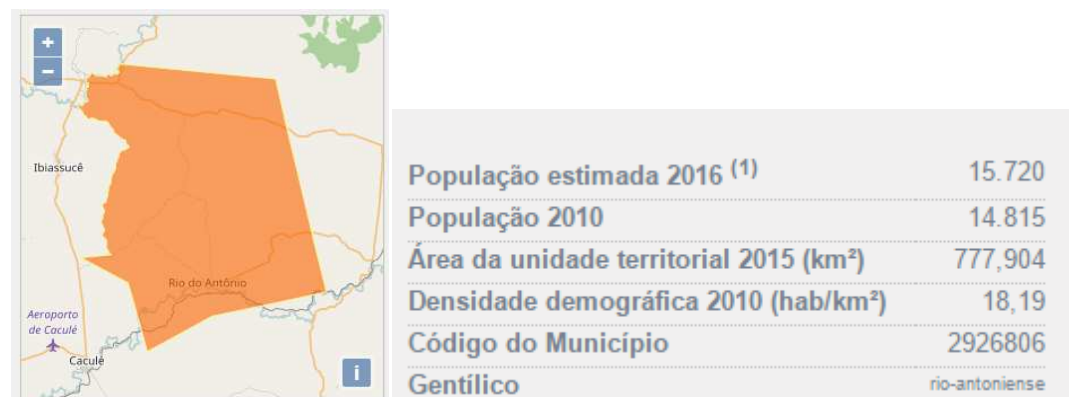 +
−
Ibiassucê
Rio do Antônio
Aeroporto
de Caculé
Caculé
i
População estimada 2016 (1) 15.720
População 2010 14.815
Área da unidade territorial 2015 (km²) 777,904
Densidade demográfica 2010 (hab/km²) 18,19
Código do Município 2926806
Gentílico rio-antoniense